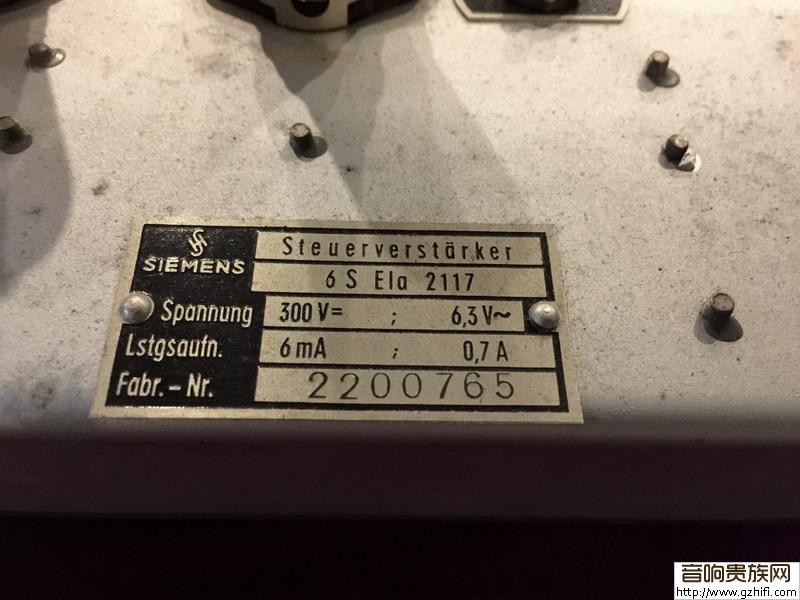 SIEMENS
Steuerverstärker
6 S Ela 2117
Spannung 300 V= ; 6,3 V~
Lstgsaufn. 6 mA ; 0,7 A
Fabr.-Nr. 2200765
音响贵族网
http://www.gzhifi.com/